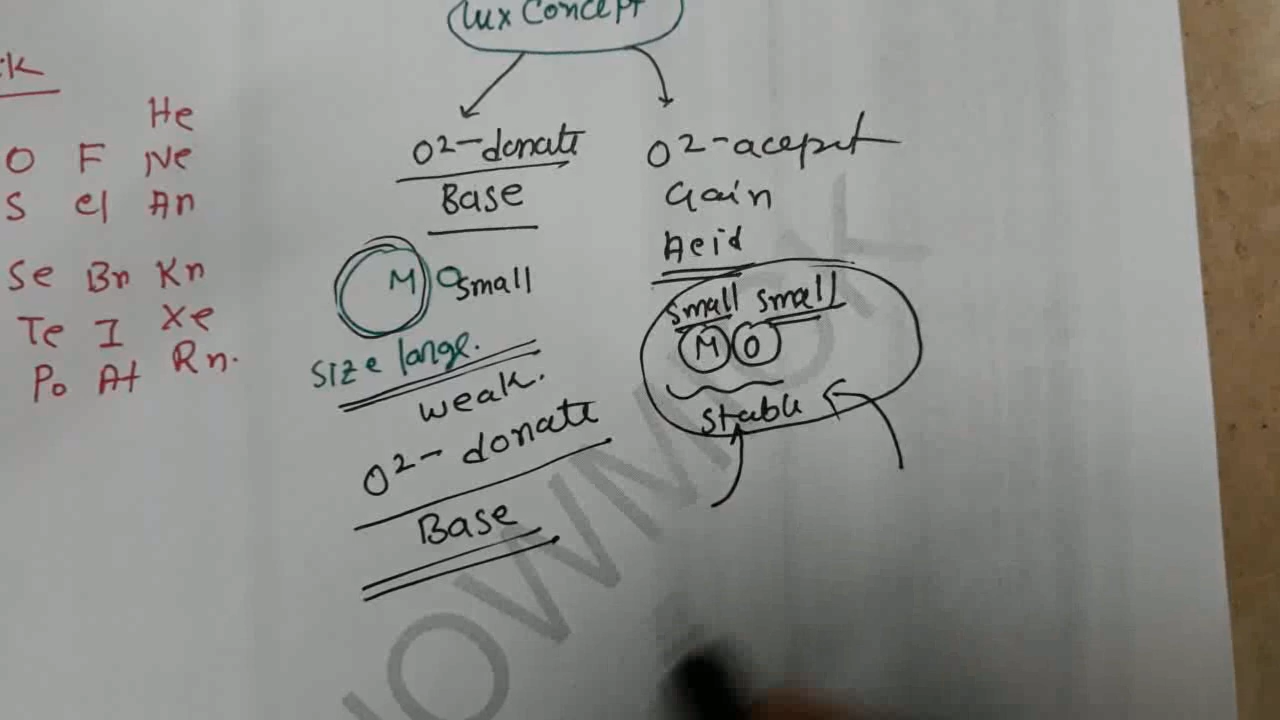 Lux Concept
He
O F Ne
S Cl Ar
Se Br Kr
Te I Xe
Po At Rn.
O2-donate
Base
M O small
size large.
weak.
O2- donate
Base
O2-acept
Gain
Acid
small small
M O
stable